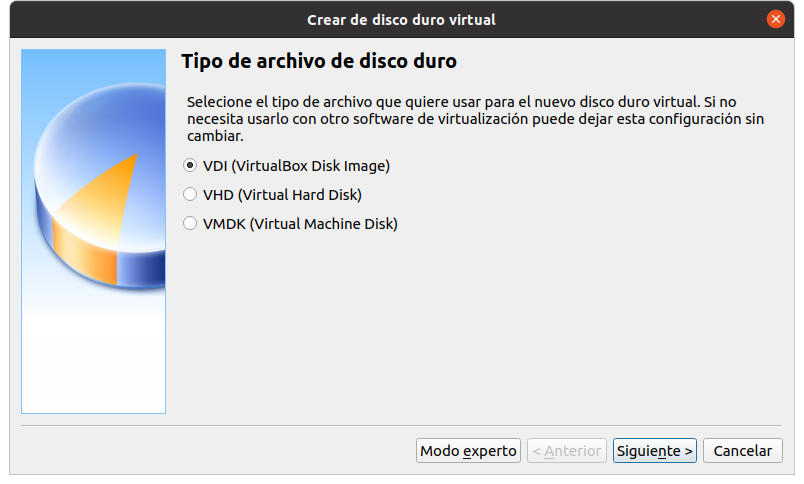 Crear de disco duro virtual
Tipo de archivo de disco duro
Selecione el tipo de archivo que quiere usar para el nuevo disco duro virtual. Si no
necesita usarlo con otro software de virtualización puede dejar esta configuración sin
cambiar.
VDI (VirtualBox Disk Image)
VHD (Virtual Hard Disk)
VMDK (Virtual Machine Disk)
Modo experto < Anterior Siguiente > Cancelar